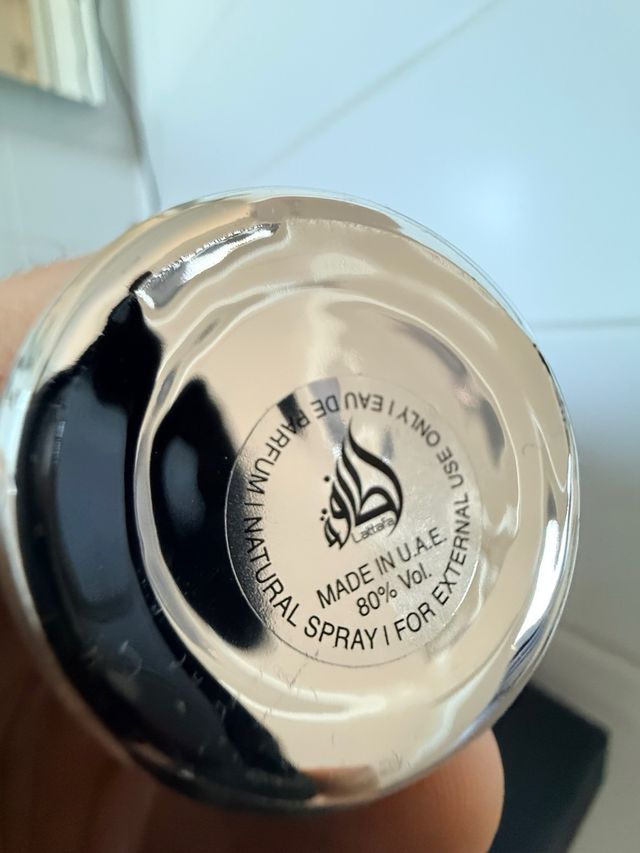 لطافة
Lattafa
MADE IN U.A.E.
80% Vol.
EAU DE PARFUM | NATURAL SPRAY | FOR EXTERNAL USE ONLY |